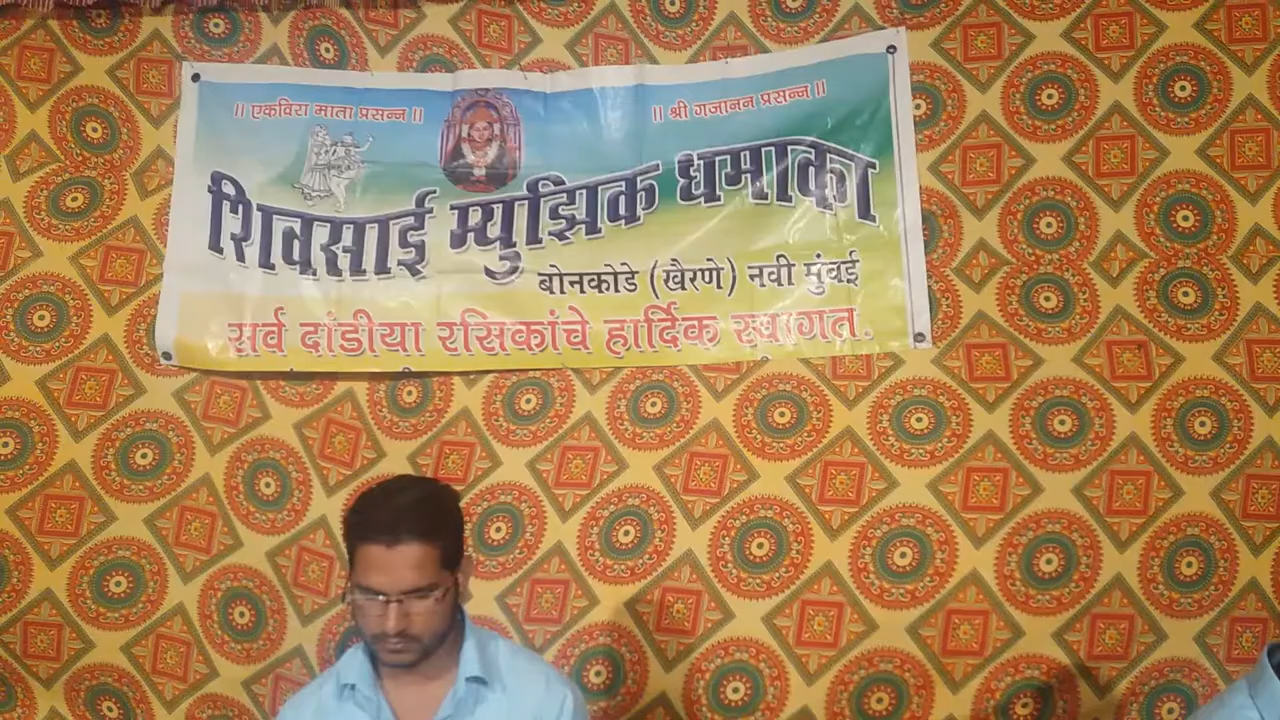 || एकविरा माता प्रसन्न ||
|| श्री गजानन प्रसन्न ||
शिवसाई म्युझिक धमाका
बोनकोडे (खैरणे) नवी मुंबई
सर्व दांडीया रसिकांचे हार्दिक स्वागत.